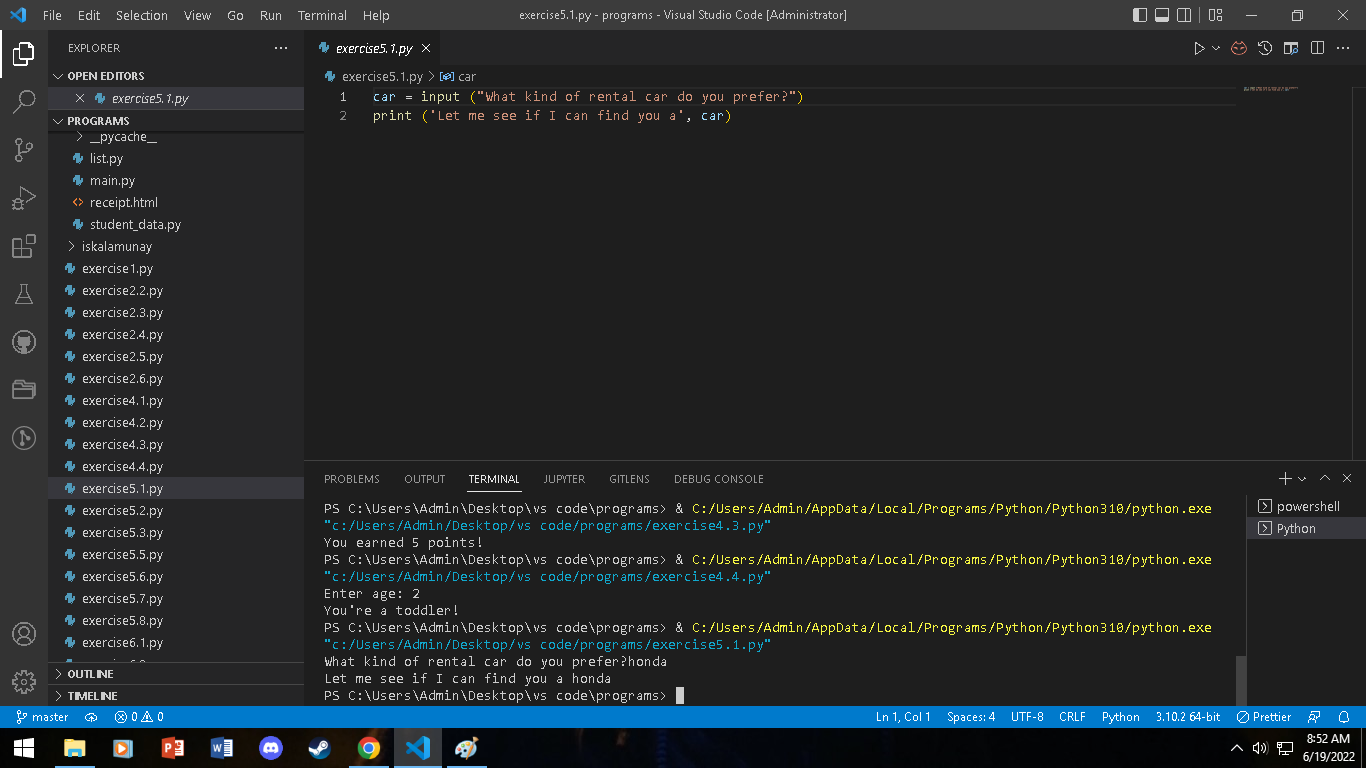 File Edit Selection View Go Run Terminal Help
exercise5.1.py - programs - Visual Studio Code [Administrator]
EXPLORER
OPEN EDITORS
exercise5.1.py
PROGRAMS
__pycache__
list.py
main.py
receipt.html
student_data.py
iskalamunay
exercise1.py
exercise2.2.py
exercise2.3.py
exercise2.4.py
exercise2.5.py
exercise2.6.py
exercise4.1.py
exercise4.2.py
exercise4.3.py
exercise4.4.py
exercise5.1.py
exercise5.2.py
exercise5.3.py
exercise5.5.py
exercise5.6.py
exercise5.7.py
exercise5.8.py
exercise6.1.py
OUTLINE
TIMELINE
exercise5.1.py
exercise5.1.py > car
1 car = input ("What kind of rental car do you prefer?")
2 print ('Let me see if I can find you a', car)
PROBLEMS OUTPUT TERMINAL JUPYTER GITLENS DEBUG CONSOLE
PS C:\Users\Admin\Desktop\vs code\programs> & C:/Users/Admin/AppData/Local/Programs/Python/Python310/python.exe
"c:/Users/Admin/Desktop/vs code/programs/exercise4.3.py"
You earned 5 points!
PS C:\Users\Admin\Desktop\vs code\programs> & C:/Users/Admin/AppData/Local/Programs/Python/Python310/python.exe
"c:/Users/Admin/Desktop/vs code/programs/exercise4.4.py"
Enter age: 2
You're a toddler!
PS C:\Users\Admin\Desktop\vs code\programs> & C:/Users/Admin/AppData/Local/Programs/Python/Python310/python.exe
"c:/Users/Admin/Desktop/vs code/programs/exercise5.1.py"
What kind of rental car do you prefer?honda
Let me see if I can find you a honda
PS C:\Users\Admin\Desktop\vs code\programs>
powershell
Python
master 0 0
Ln 1, Col 1 Spaces: 4 UTF-8 CRLF Python 3.10.2 64-bit Prettier
8:52 AM
6/19/2022